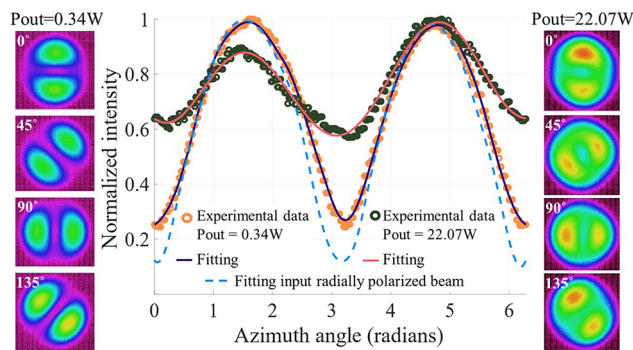 Pout=0.34W
Pout=22.07W
0°
45°
90°
135°
Normalized intensity
1
0.8
0.6
0.4
0.2
Experimental data
Pout = 0.34W
Fitting
Experimental data
Pout = 22.07W
Fitting
Fitting input radially polarized beam
0
1
2
3
4
5
6
Azimuth angle (radians)
0°
45°
90°
135°